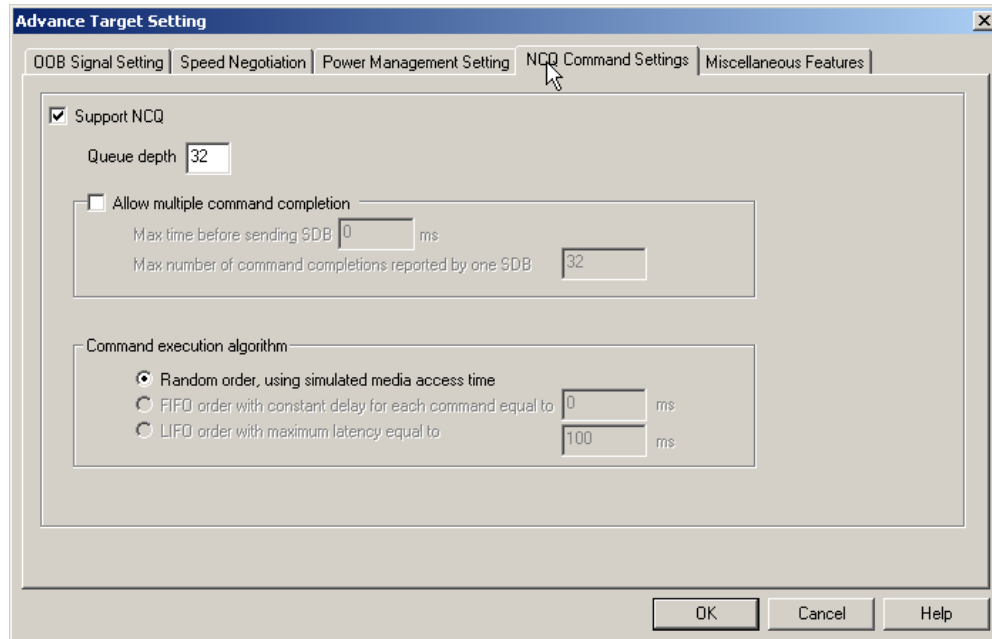 Advance Target Setting
OOB Signal Setting
Speed Negotiation
Power Management Setting
NCQ Command Settings
Miscellaneous Features
Support NCQ
Queue depth 32
Allow multiple command completion
Max time before sending SDB 0 ms
Max number of command completions reported by one SDB 32
Command execution algorithm
Random order, using simulated media access time
FIFO order with constant delay for each command equal to 0 ms
LIFO order with maximum latency equal to 100 ms
OK
Cancel
Help